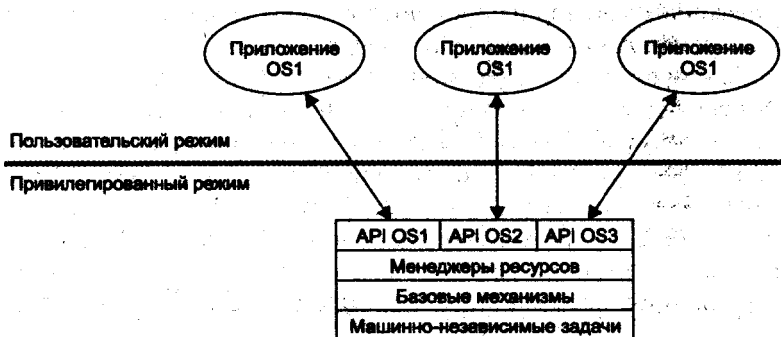 Приложение
OS1
Приложение
OS1
Приложение
OS1
Пользовательский режим
Привилегированный режим
API OS1
API OS2
API OS3
Менеджеры ресурсов
Базовые механизмы
Машинно-независимые задачи